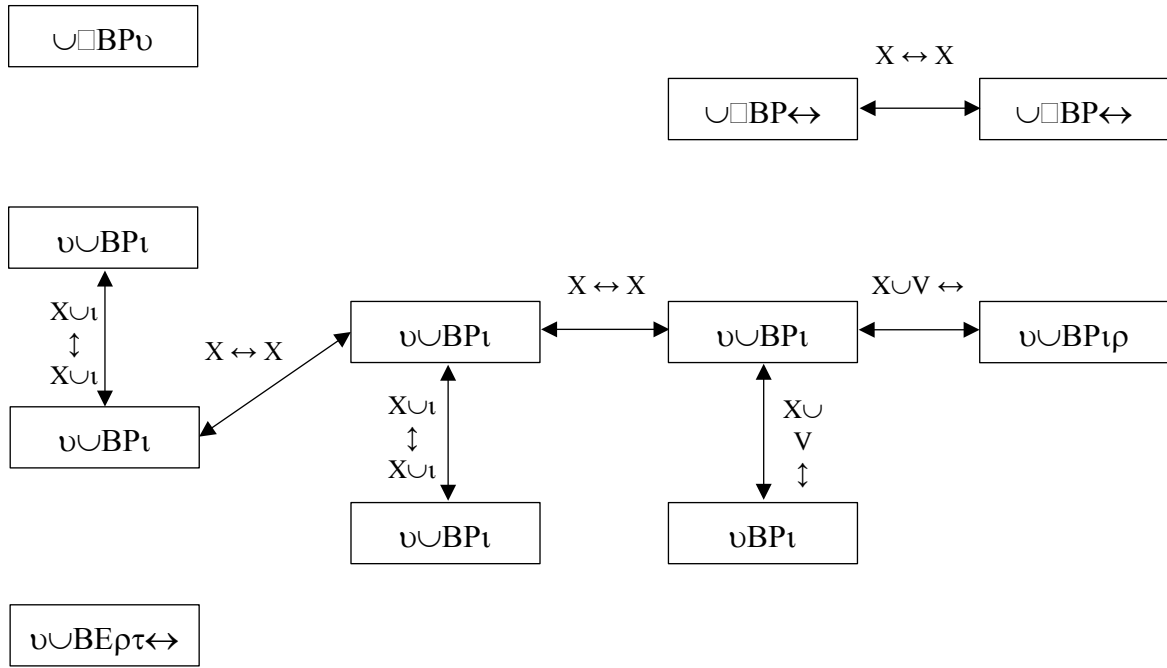 ∪□BPυ
X ↔ X
∪□BP↔
∪□BP↔
υ∪BPι
X∪ι
↕
X∪ι
X ↔ X
υ∪BPι
υ∪BPι
X ↔ X
υ∪BPι
X∪V ↔
υ∪BPιρ
X∪ι
↕
X∪ι
X∪
V
↕
υ∪BPι
υBPι
υ∪BEρτ↔